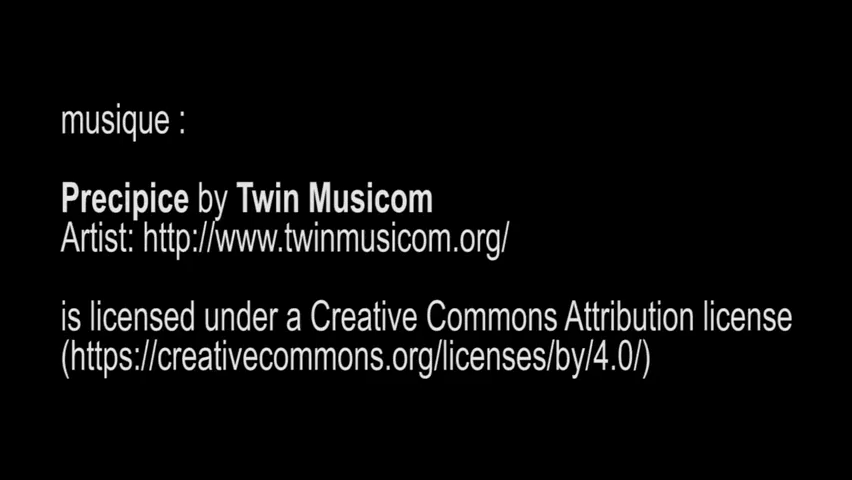 musique :
Precipice by Twin Musicom
Artist: http://www.twinmusicom.org/
is licensed under a Creative Commons Attribution license
(https://creativecommons.org/licenses/by/4.0/)